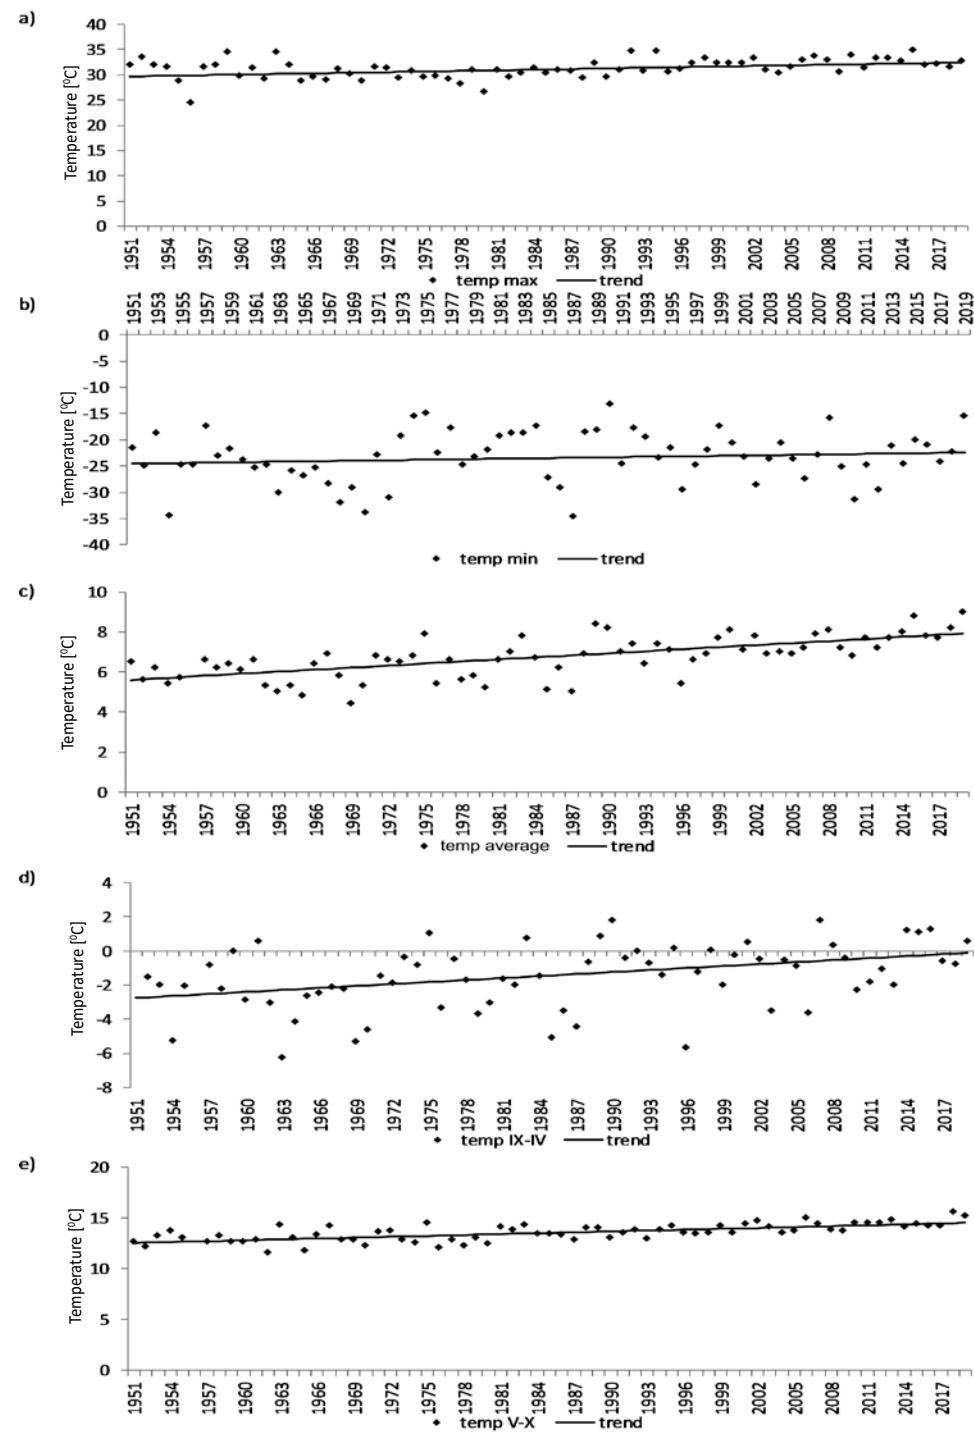 a)
Temperature [⁰C]
40
35
30
25
20
15
10
5
0
1951 1954 1957 1960 1963 1966 1969 1972 1975 1978 1981 1984 1987 1990 1993 1996 1999 2002 2005 2008 2011 2014 2017
temp max trend
b)
1951 1953 1955 1957 1959 1961 1963 1965 1967 1969 1971 1973 1975 1977 1979 1981 1983 1985 1987 1989 1991 1993 1995 1997 1999 2001 2003 2005 2007 2009 2011 2013 2015 2017 2019
Temperature [⁰C]
0
-5
-10
-15
-20
-25
-30
-35
-40
temp min trend
c)
Temperature [⁰C]
10
8
6
4
2
0
1951 1954 1957 1960 1963 1966 1969 1972 1975 1978 1981 1984 1987 1990 1993 1996 1999 2002 2005 2008 2011 2014 2017
temp average trend
d)
Temperature [⁰C]
4
2
0
-2
-4
-6
-8
1951 1954 1957 1960 1963 1966 1969 1972 1975 1978 1981 1984 1987 1990 1993 1996 1999 2002 2005 2008 2011 2014 2017
temp IX-IV trend
e)
Temperature [⁰C]
20
15
10
5
0
1951 1954 1957 1960 1963 1966 1969 1972 1975 1978 1981 1984 1987 1990 1993 1996 1999 2002 2005 2008 2011 2014 2017
temp V-X trend